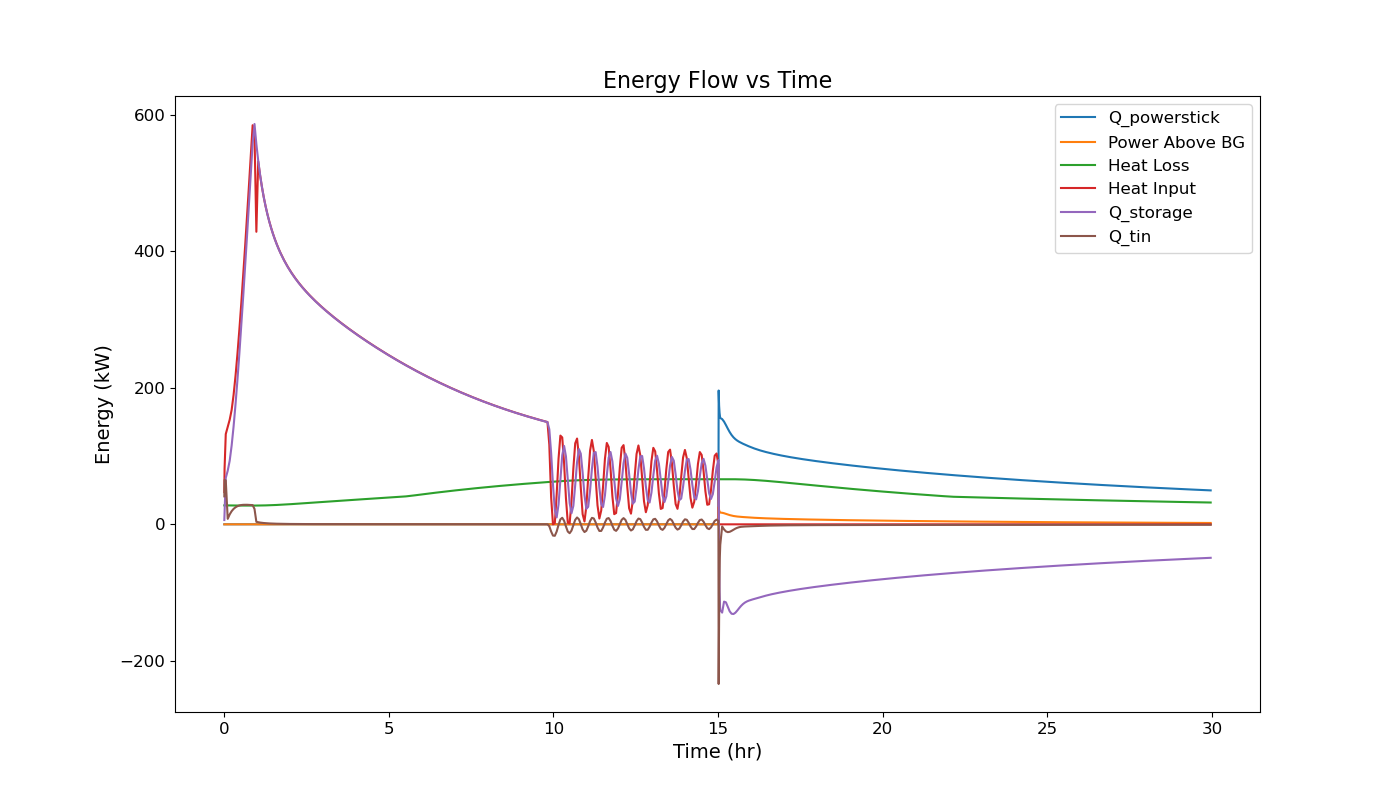 Energy Flow vs Time
Energy (kW)
600
400
200
0
−200
0
5
10
15
20
25
30
Time (hr)
Q_powerstick
Power Above BG
Heat Loss
Heat Input
Q_storage
Q_tin